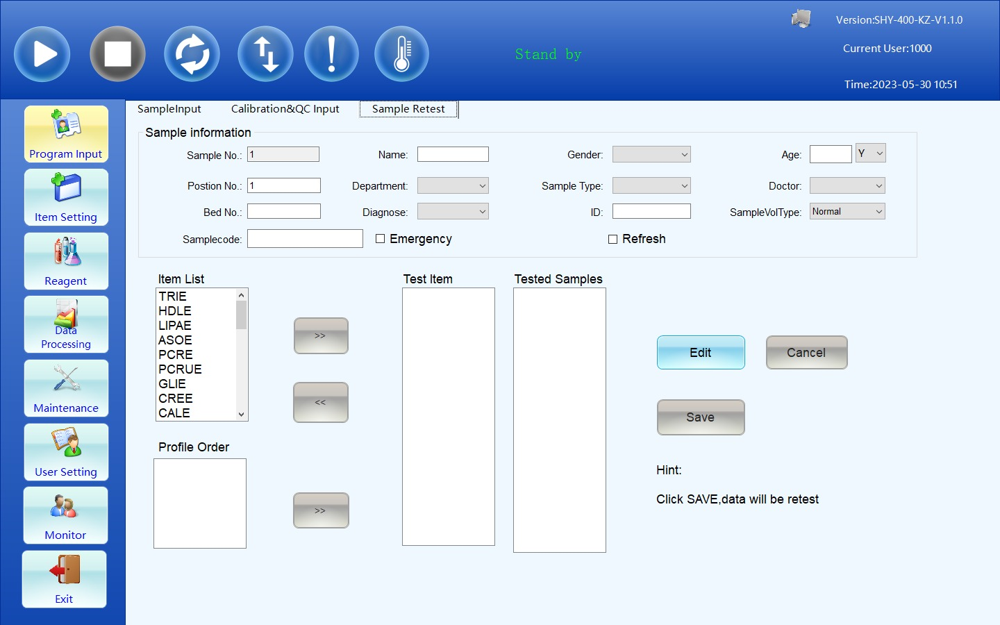 Version:SHY-400-KZ-V1.1.0
Stand by
Current User:1000
Time:2023-05-30 10:51
Program Input
Item Setting
Reagent
Data
Processing
Maintenance
User Setting
Monitor
Exit
SampleInput
Calibration&QC Input
Sample Retest
Sample information
Sample No.: 1
Name:
Gender:
Age: Y
Postion No.: 1
Department:
Sample Type:
Doctor:
Bed No.:
Diagnose:
ID:
SampleVolType: Normal
Samplecode:
Emergency
Refresh
Item List
TRIE
HDLE
LIPAE
ASOE
PCRE
PCRUE
GLIE
CREE
CALE
>>
<<
Profile Order
>>
Test Item
Tested Samples
Edit
Cancel
Save
Hint:
Click SAVE,data will be retest